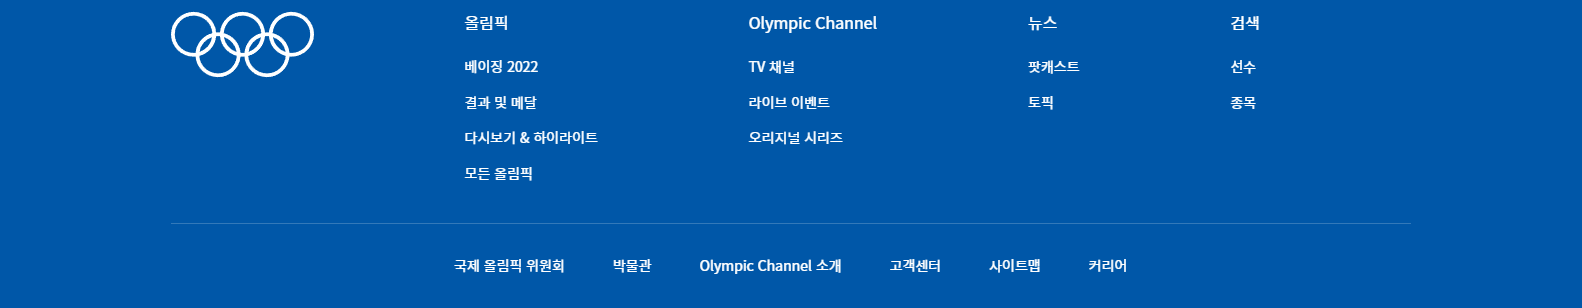 올림픽
베이징 2022
결과 및 메달
다시보기 & 하이라이트
모든 올림픽
Olympic Channel
TV 채널
라이브 이벤트
오리지널 시리즈
뉴스
팟캐스트
토픽
검색
선수
종목
국제 올림픽 위원회
박물관
Olympic Channel 소개
고객센터
사이트맵
커리어